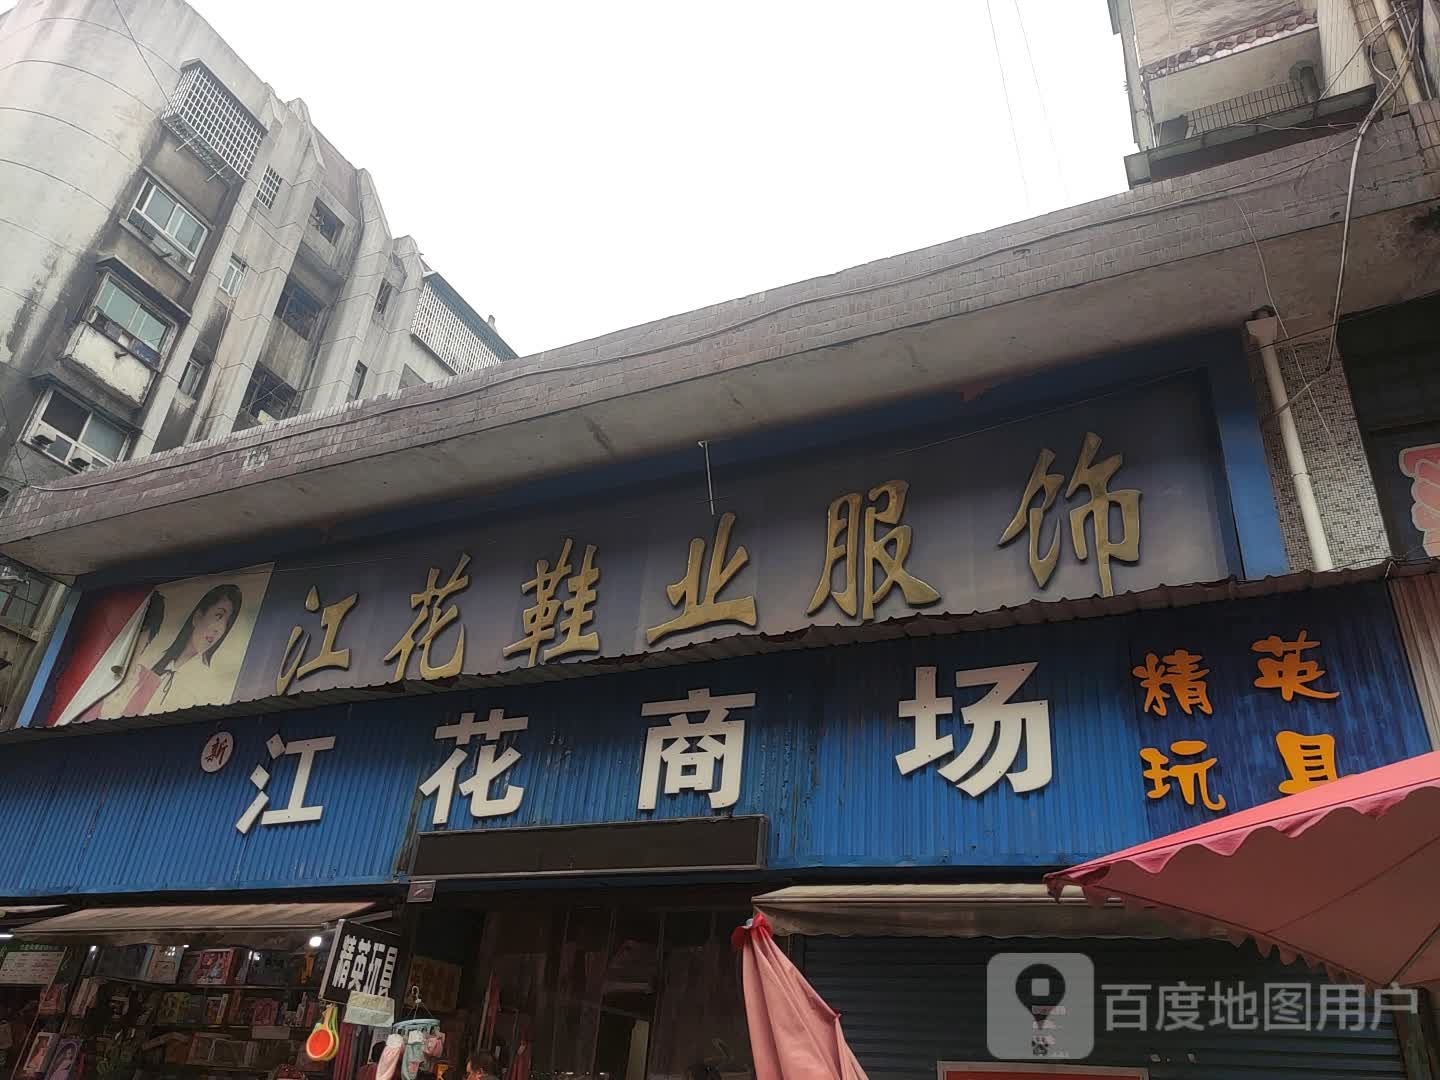 江花鞋业服饰
新江花商场
精英
玩具
精英玩具
百度地图用户